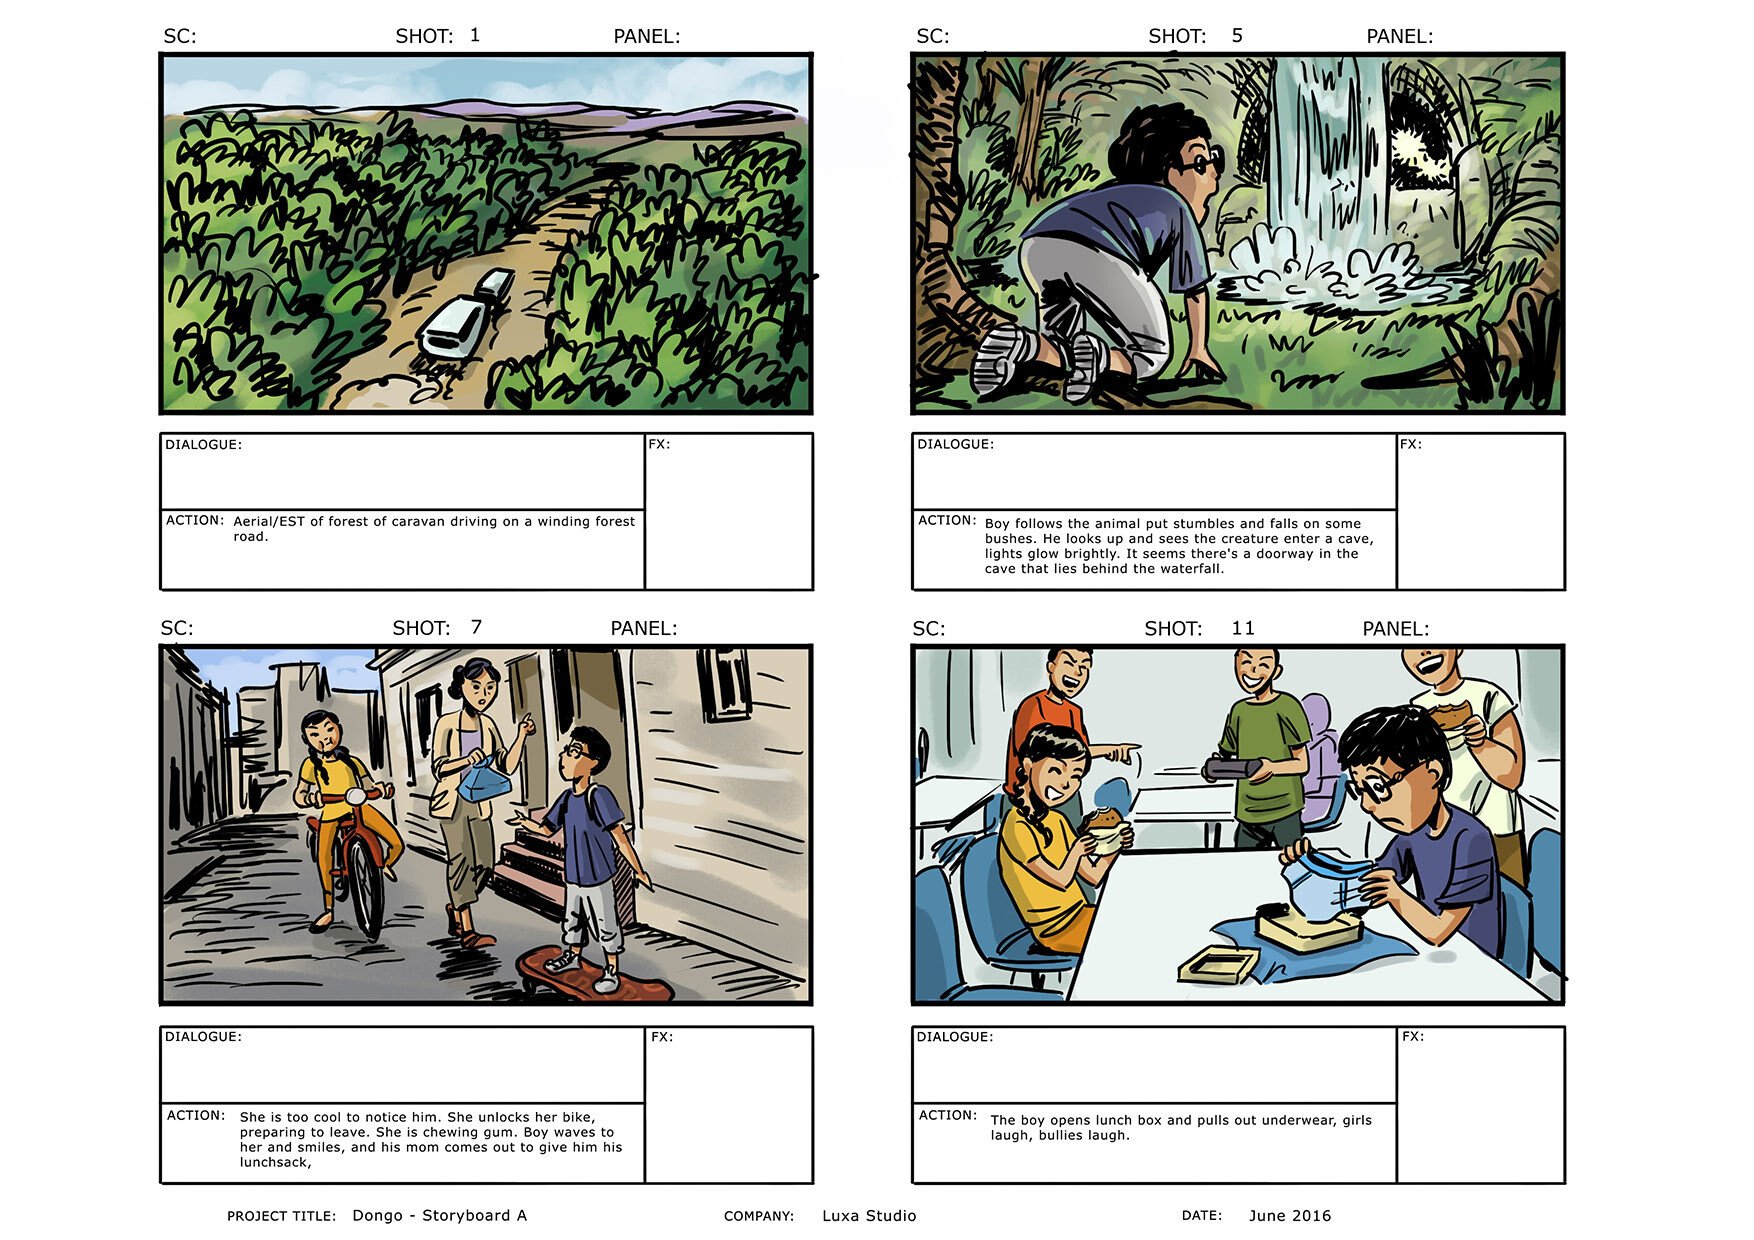 SC: SHOT: 1 PANEL:
DIALOGUE:
FX:
ACTION: Aerial/EST of forest of caravan driving on a winding forest
road.
SC: SHOT: 5 PANEL:
DIALOGUE:
FX:
ACTION: Boy follows the animal put stumbles and falls on some
bushes. He looks up and sees the creature enter a cave,
lights glow brightly. It seems there's a doorway in the
cave that lies behind the waterfall.
SC: SHOT: 7 PANEL:
DIALOGUE:
FX:
ACTION: She is too cool to notice him. She unlocks her bike,
preparing to leave. She is chewing gum. Boy waves to
her and smiles, and his mom comes out to give him his
lunchsack,
SC: SHOT: 11 PANEL:
DIALOGUE:
FX:
ACTION: The boy opens lunch box and pulls out underwear, girls
laugh, bullies laugh.
PROJECT TITLE: Dongo - Storyboard A COMPANY: Luxa Studio DATE: June 2016